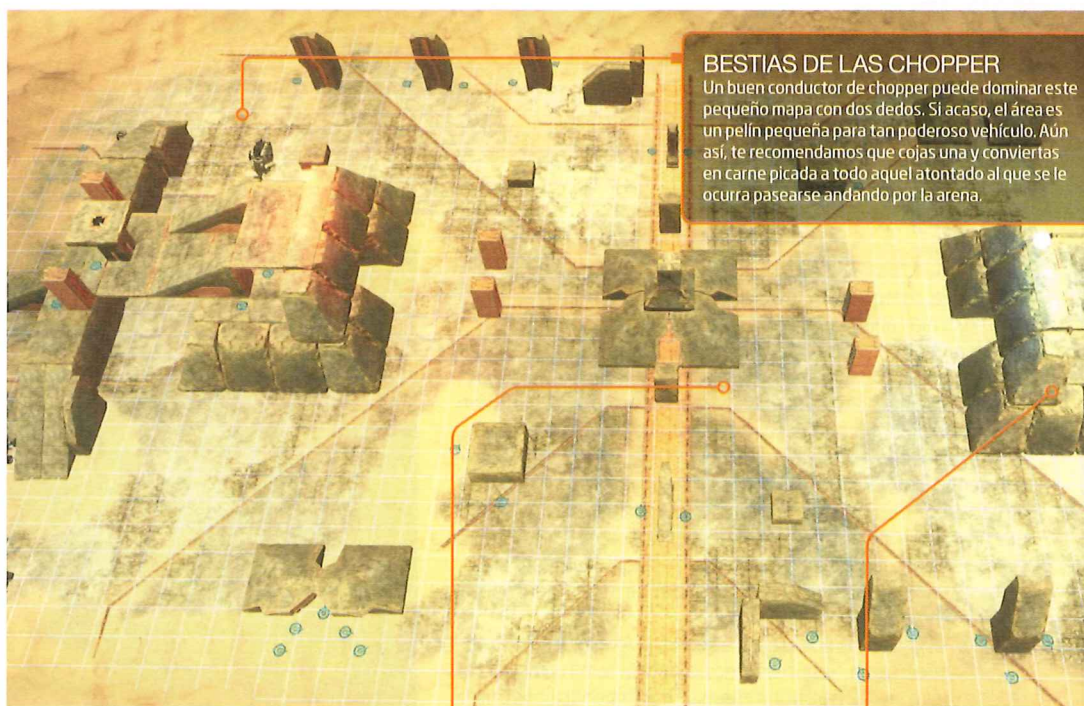 BESTIAS DE LAS CHOPPER
Un buen conductor de chopper puede dominar este
pequeño mapa con dos dedos. Si acaso, el área es
un pelín pequeña para tan poderoso vehículo. Aún
así, te recomendamos que cojas una y conviertas
en carne picada a todo aquel atontado al que se le
ocurra pasearse andando por la arena.